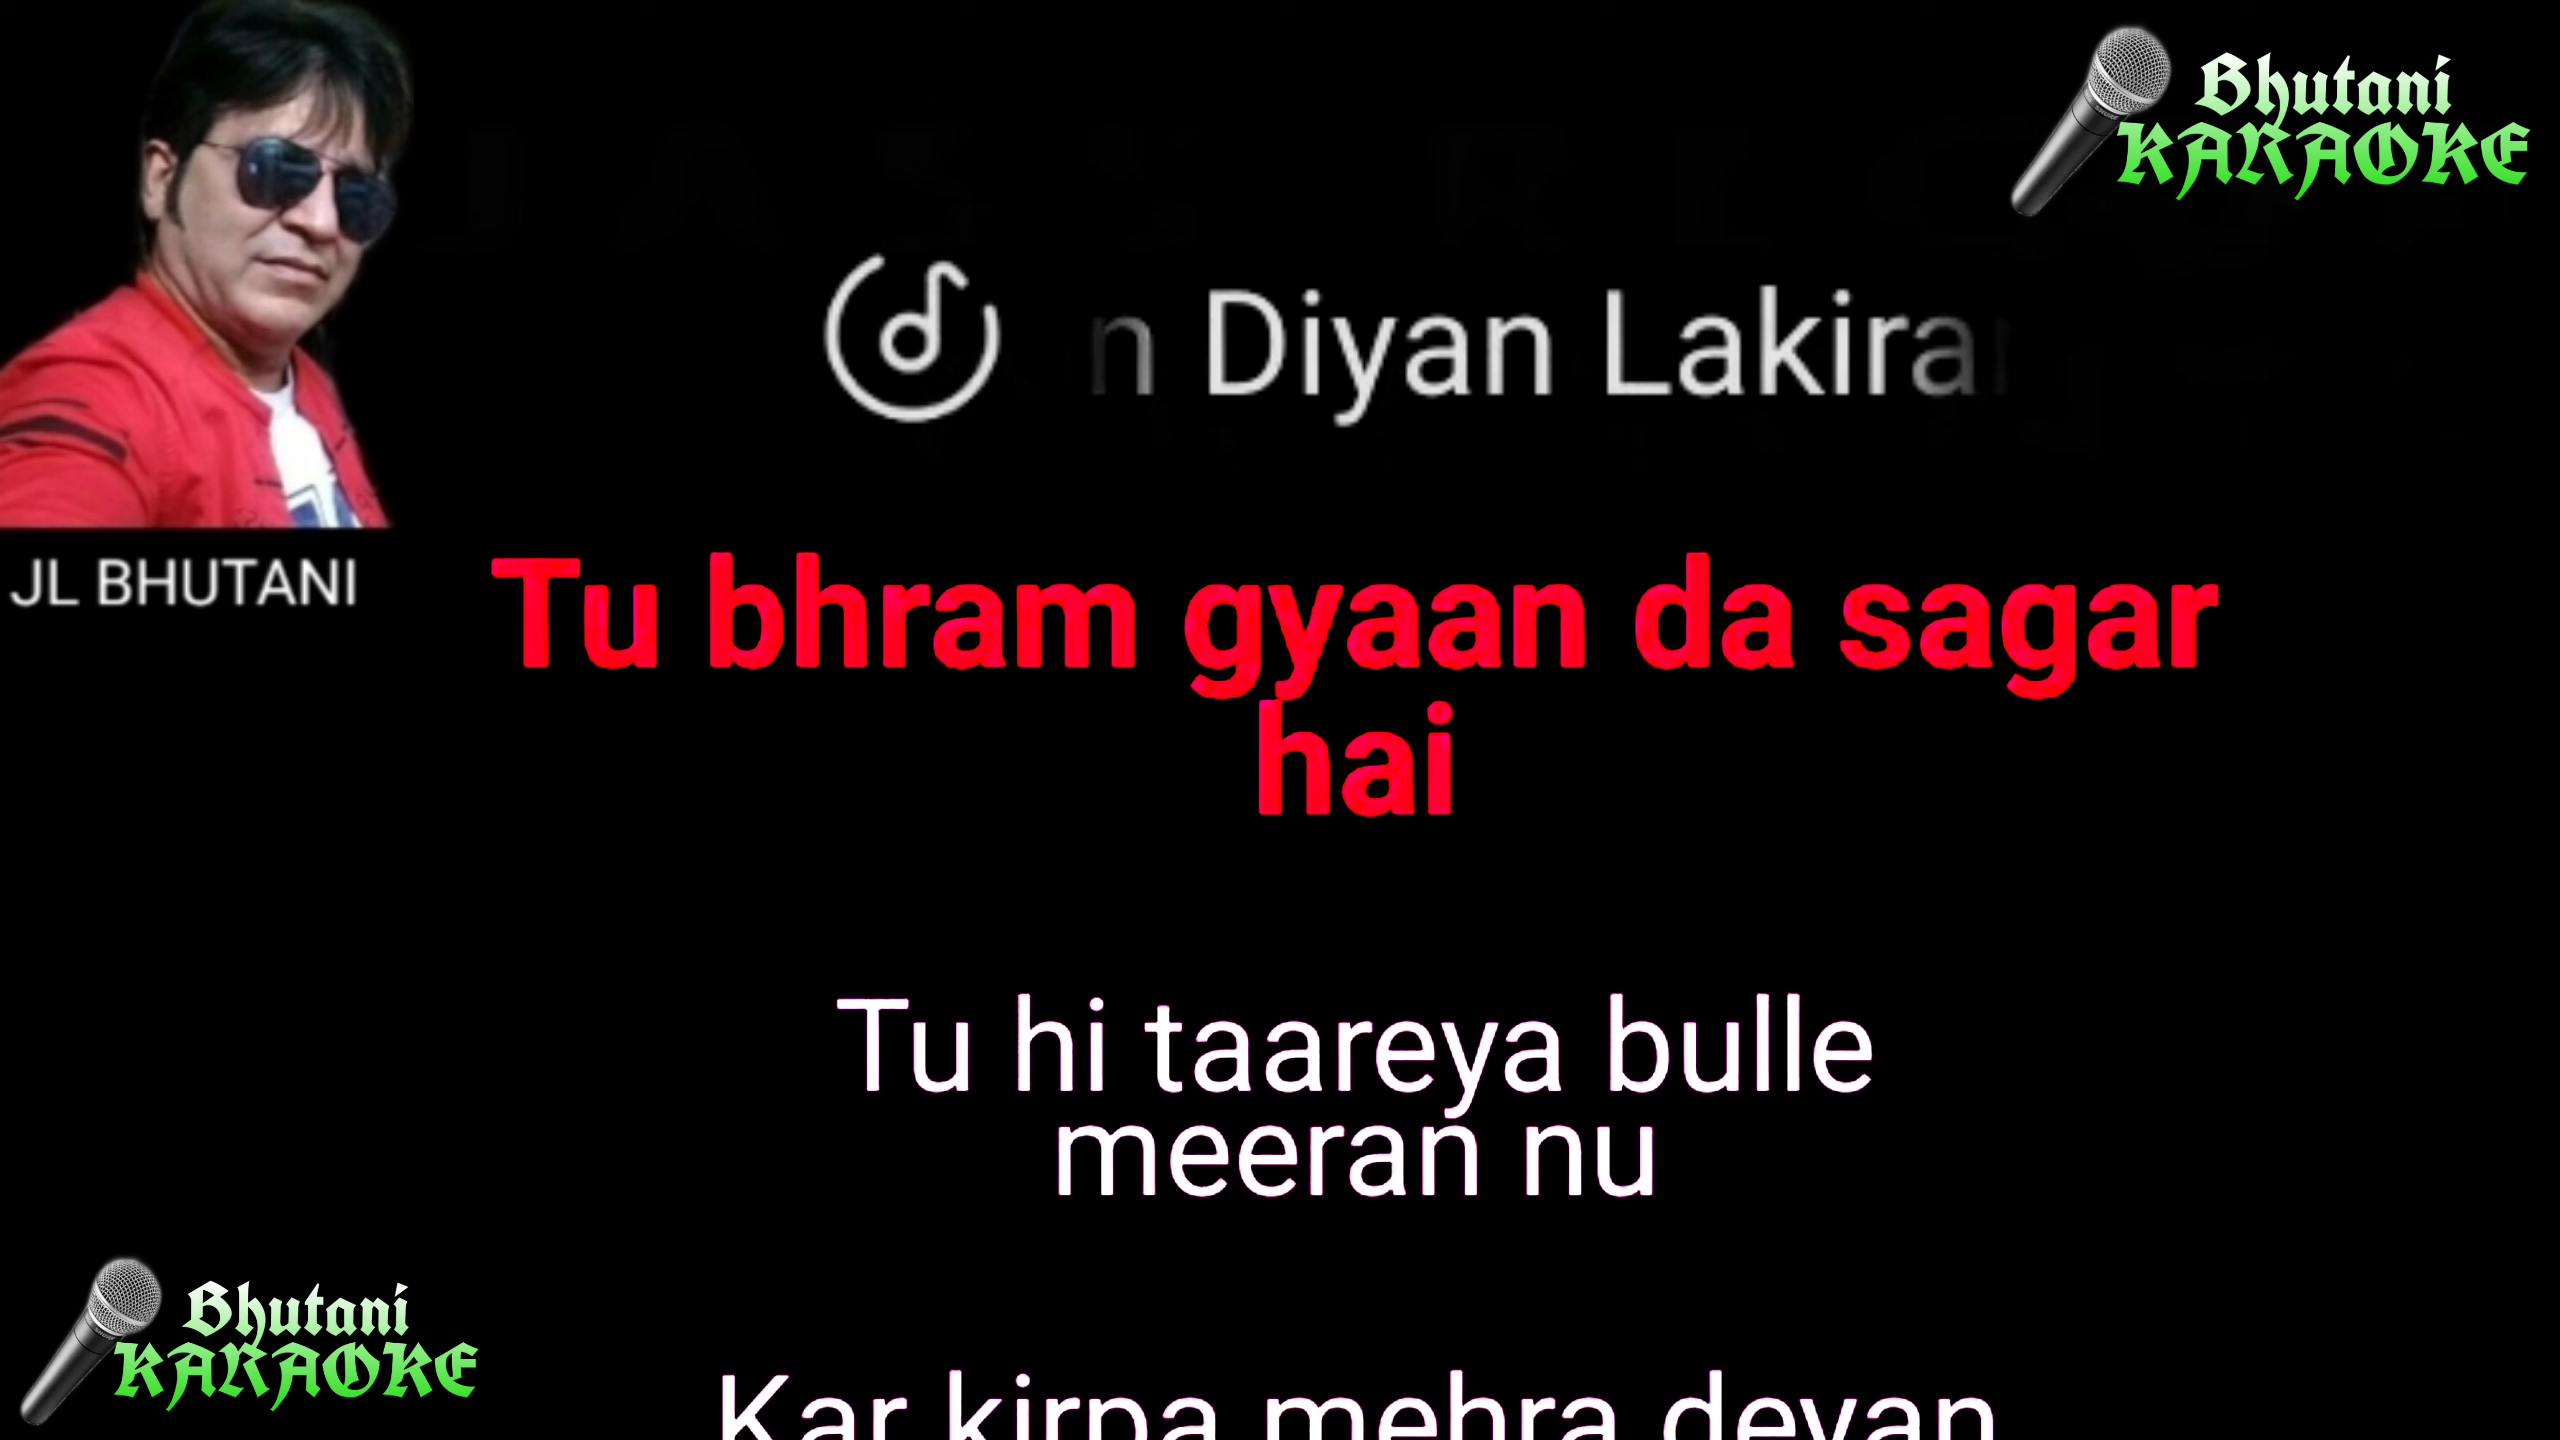 Bhutani
KARAOKE
n Diyan Lakira
JL BHUTANI
Tu bhram gyaan da sagar
hai
Tu hi taareya bulle
meeran nu
Bhutani
KARAOKE
Kar kirpa mehra deyan